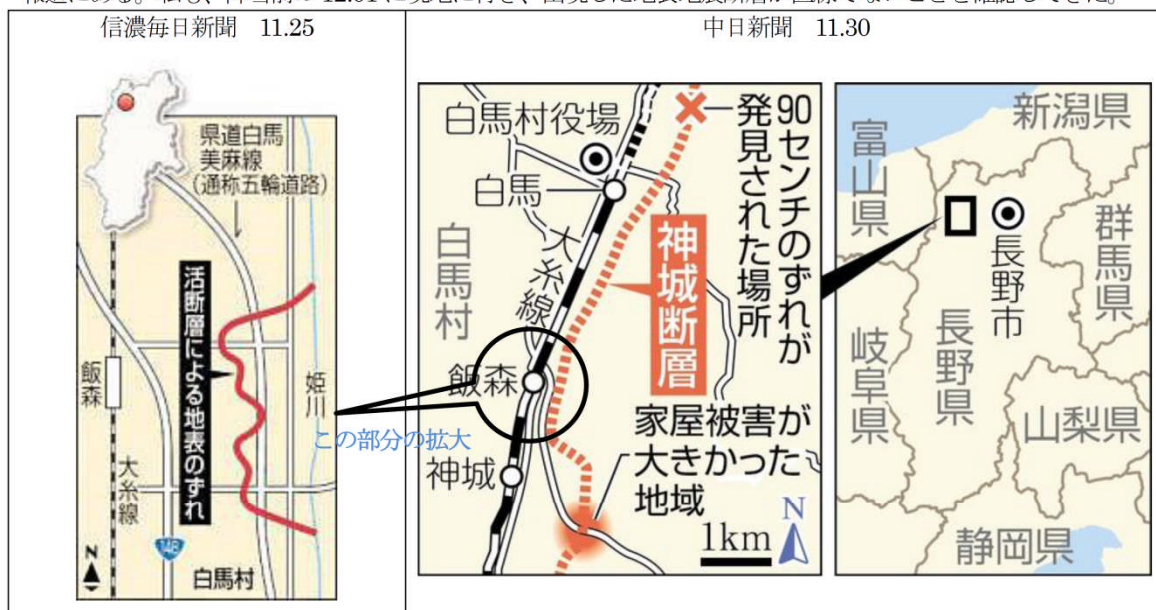 信濃毎日新聞 11.25
中日新聞 11.30
県道白馬
美麻線
(通称五輪道路)
活断層による地表のずれ
飯森
大糸線
姫川
148
N
白馬村
この部分の拡大
白馬村役場
白馬
白馬村
大糸線
飯森
神城
神城断層
90センチのずれが
発見された場所
家屋被害が
大きかった
地域
N
1km
新潟県
富山県
長野市
群馬県
長野県
岐阜県
山梨県
静岡県